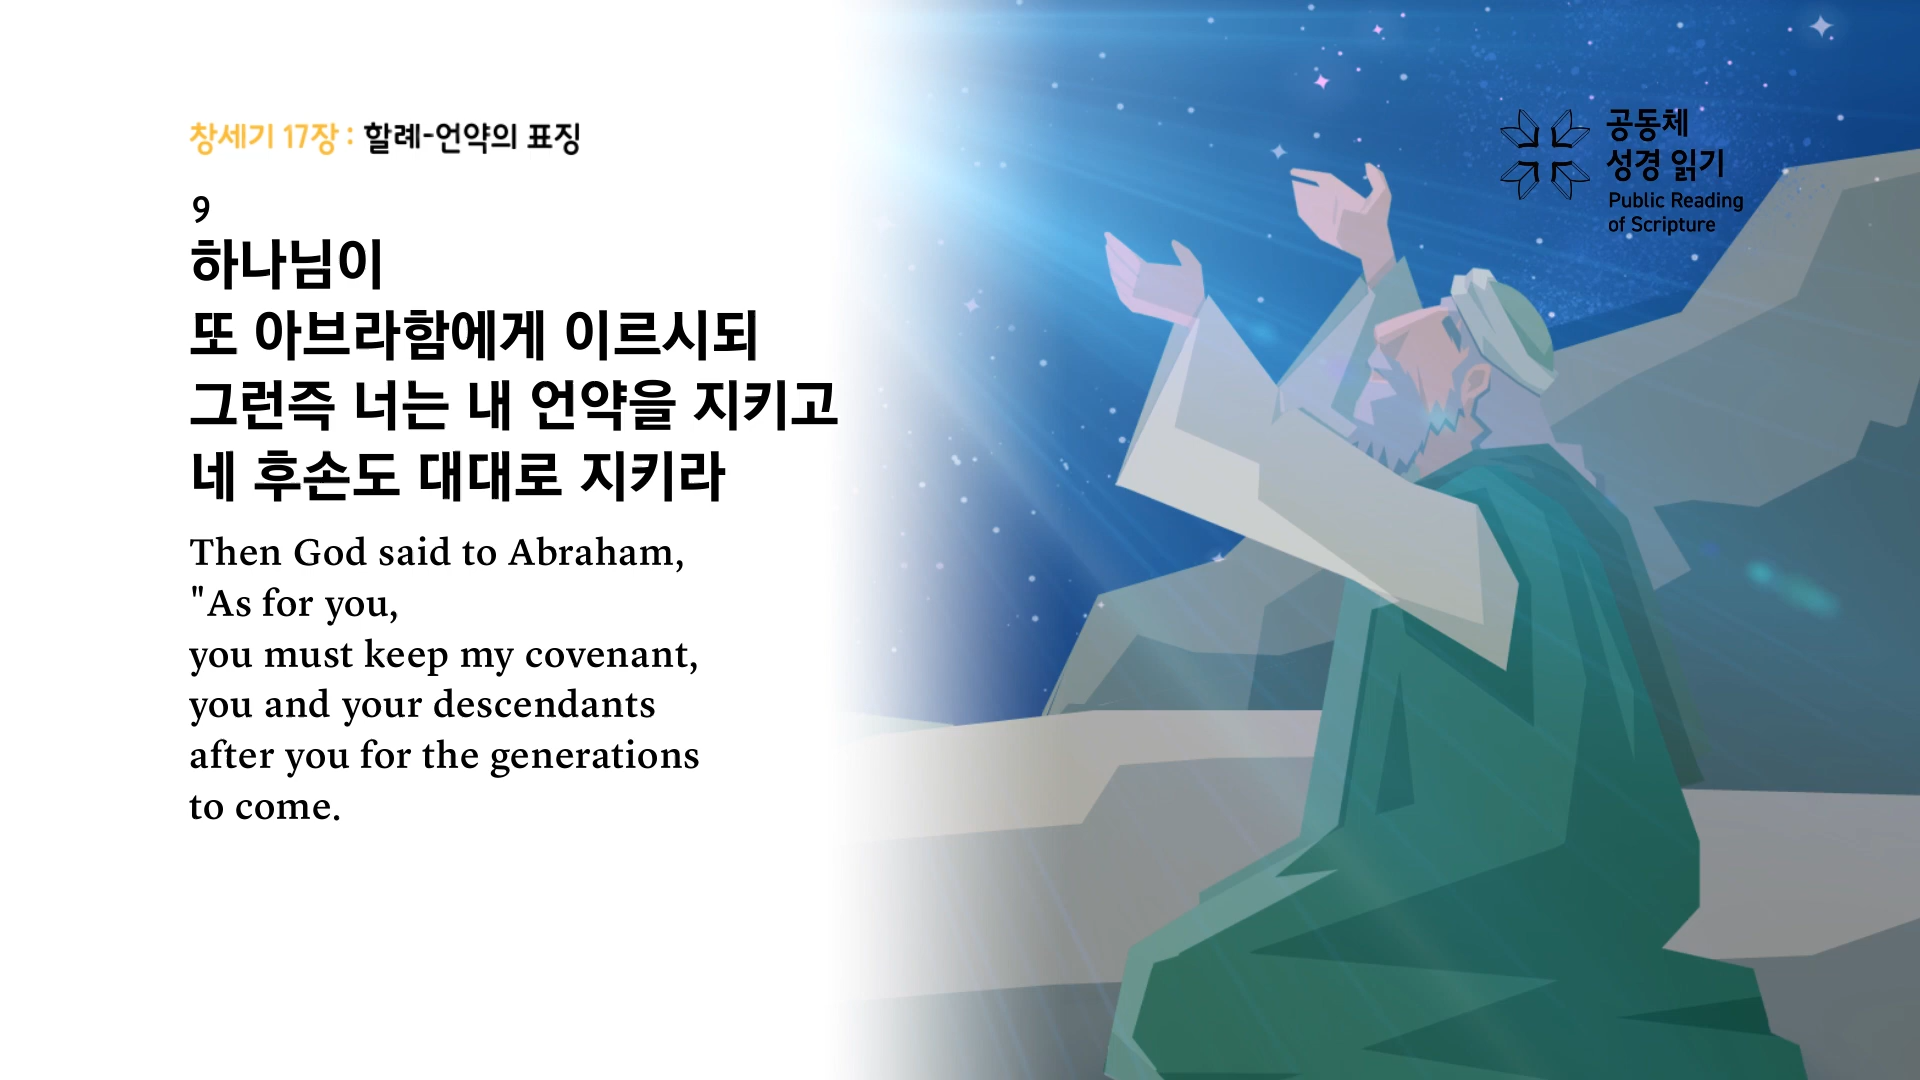 창세기 17장 : 할례-언약의 표징
9
하나님이
또 아브라함에게 이르시되
그런즉 너는 내 언약을 지키고
네 후손도 대대로 지키라
Then God said to Abraham,
"As for you,
you must keep my covenant,
you and your descendants
after you for the generations
to come.
공동체
성경 읽기
Public Reading
of Scripture